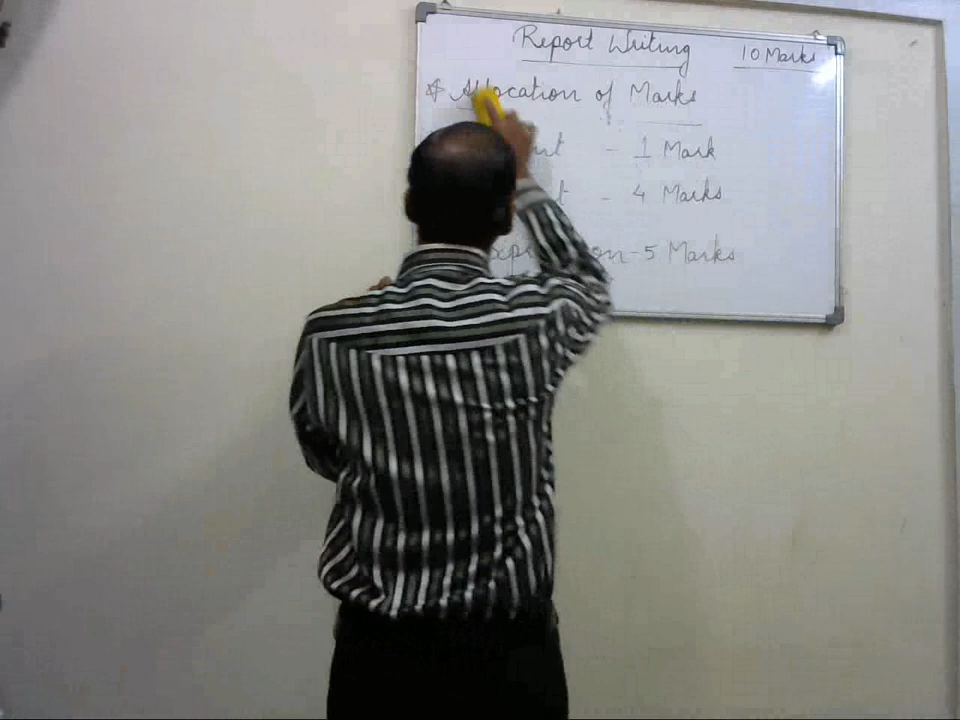 Report Writing 10 Marks
Allocation of Marks
- 1 Mark
- 4 Marks
- 5 Marks